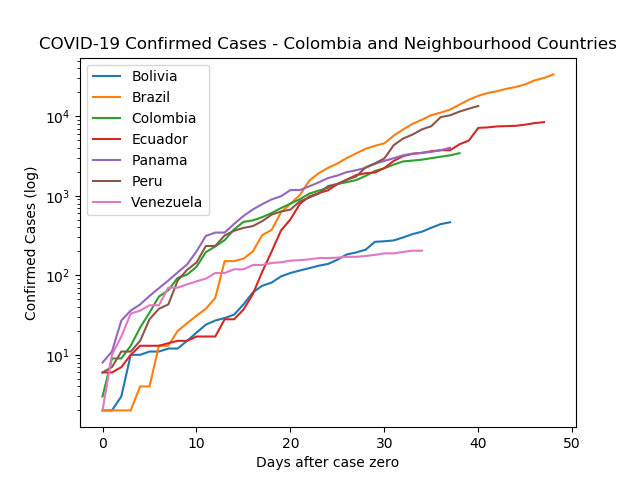 COVID-19 Confirmed Cases - Colombia and Neighbourhood Countries
Bolivia
Brazil
Colombia
Ecuador
Panama
Peru
Venezuela
Confirmed Cases (log)
10⁴
10³
10²
10¹
0 10 20 30 40 50
Days after case zero